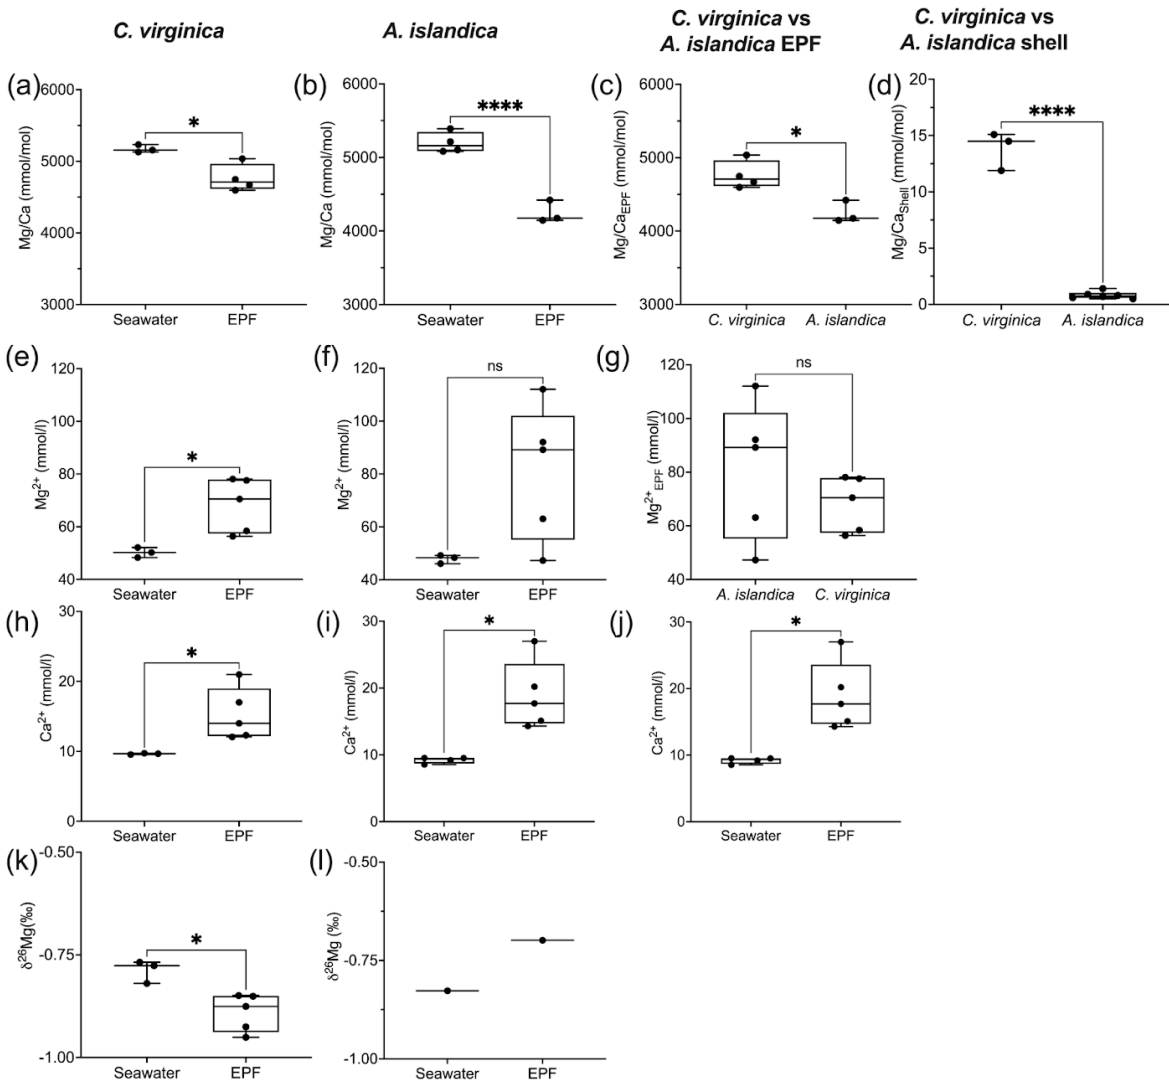 C. virginica
A. islandica
C. virginica vs
A. islandica EPF
C. virginica vs
A. islandica shell
(a)
Mg/Ca (mmol/mol)
6000
5000
4000
3000
*
Seawater
EPF
(b)
Mg/Ca (mmol/mol)
6000
5000
4000
3000
****
Seawater
EPF
(c)
Mg/Ca_EPF (mmol/mol)
6000
5000
4000
3000
*
C. virginica
A. islandica
(d)
Mg/Ca_Shell (mmol/mol)
20
15
10
5
0
****
C. virginica
A. islandica
(e)
Mg²⁺ (mmol/l)
120
100
80
60
40
*
Seawater
EPF
(f)
Mg²⁺ (mmol/l)
120
100
80
60
40
ns
Seawater
EPF
(g)
Mg²⁺_EPF (mmol/l)
120
100
80
60
40
ns
A. islandica
C. virginica
(h)
Ca²⁺ (mmol/l)
30
20
10
0
*
Seawater
EPF
(i)
Ca²⁺ (mmol/l)
30
20
10
0
*
Seawater
EPF
(j)
Ca²⁺ (mmol/l)
30
20
10
0
*
Seawater
EPF
(k)
δ²⁶Mg(‰)
-0.50
-0.75
-1.00
*
Seawater
EPF
(l)
δ²⁶Mg (‰)
-0.50
-0.75
-1.00
Seawater
EPF